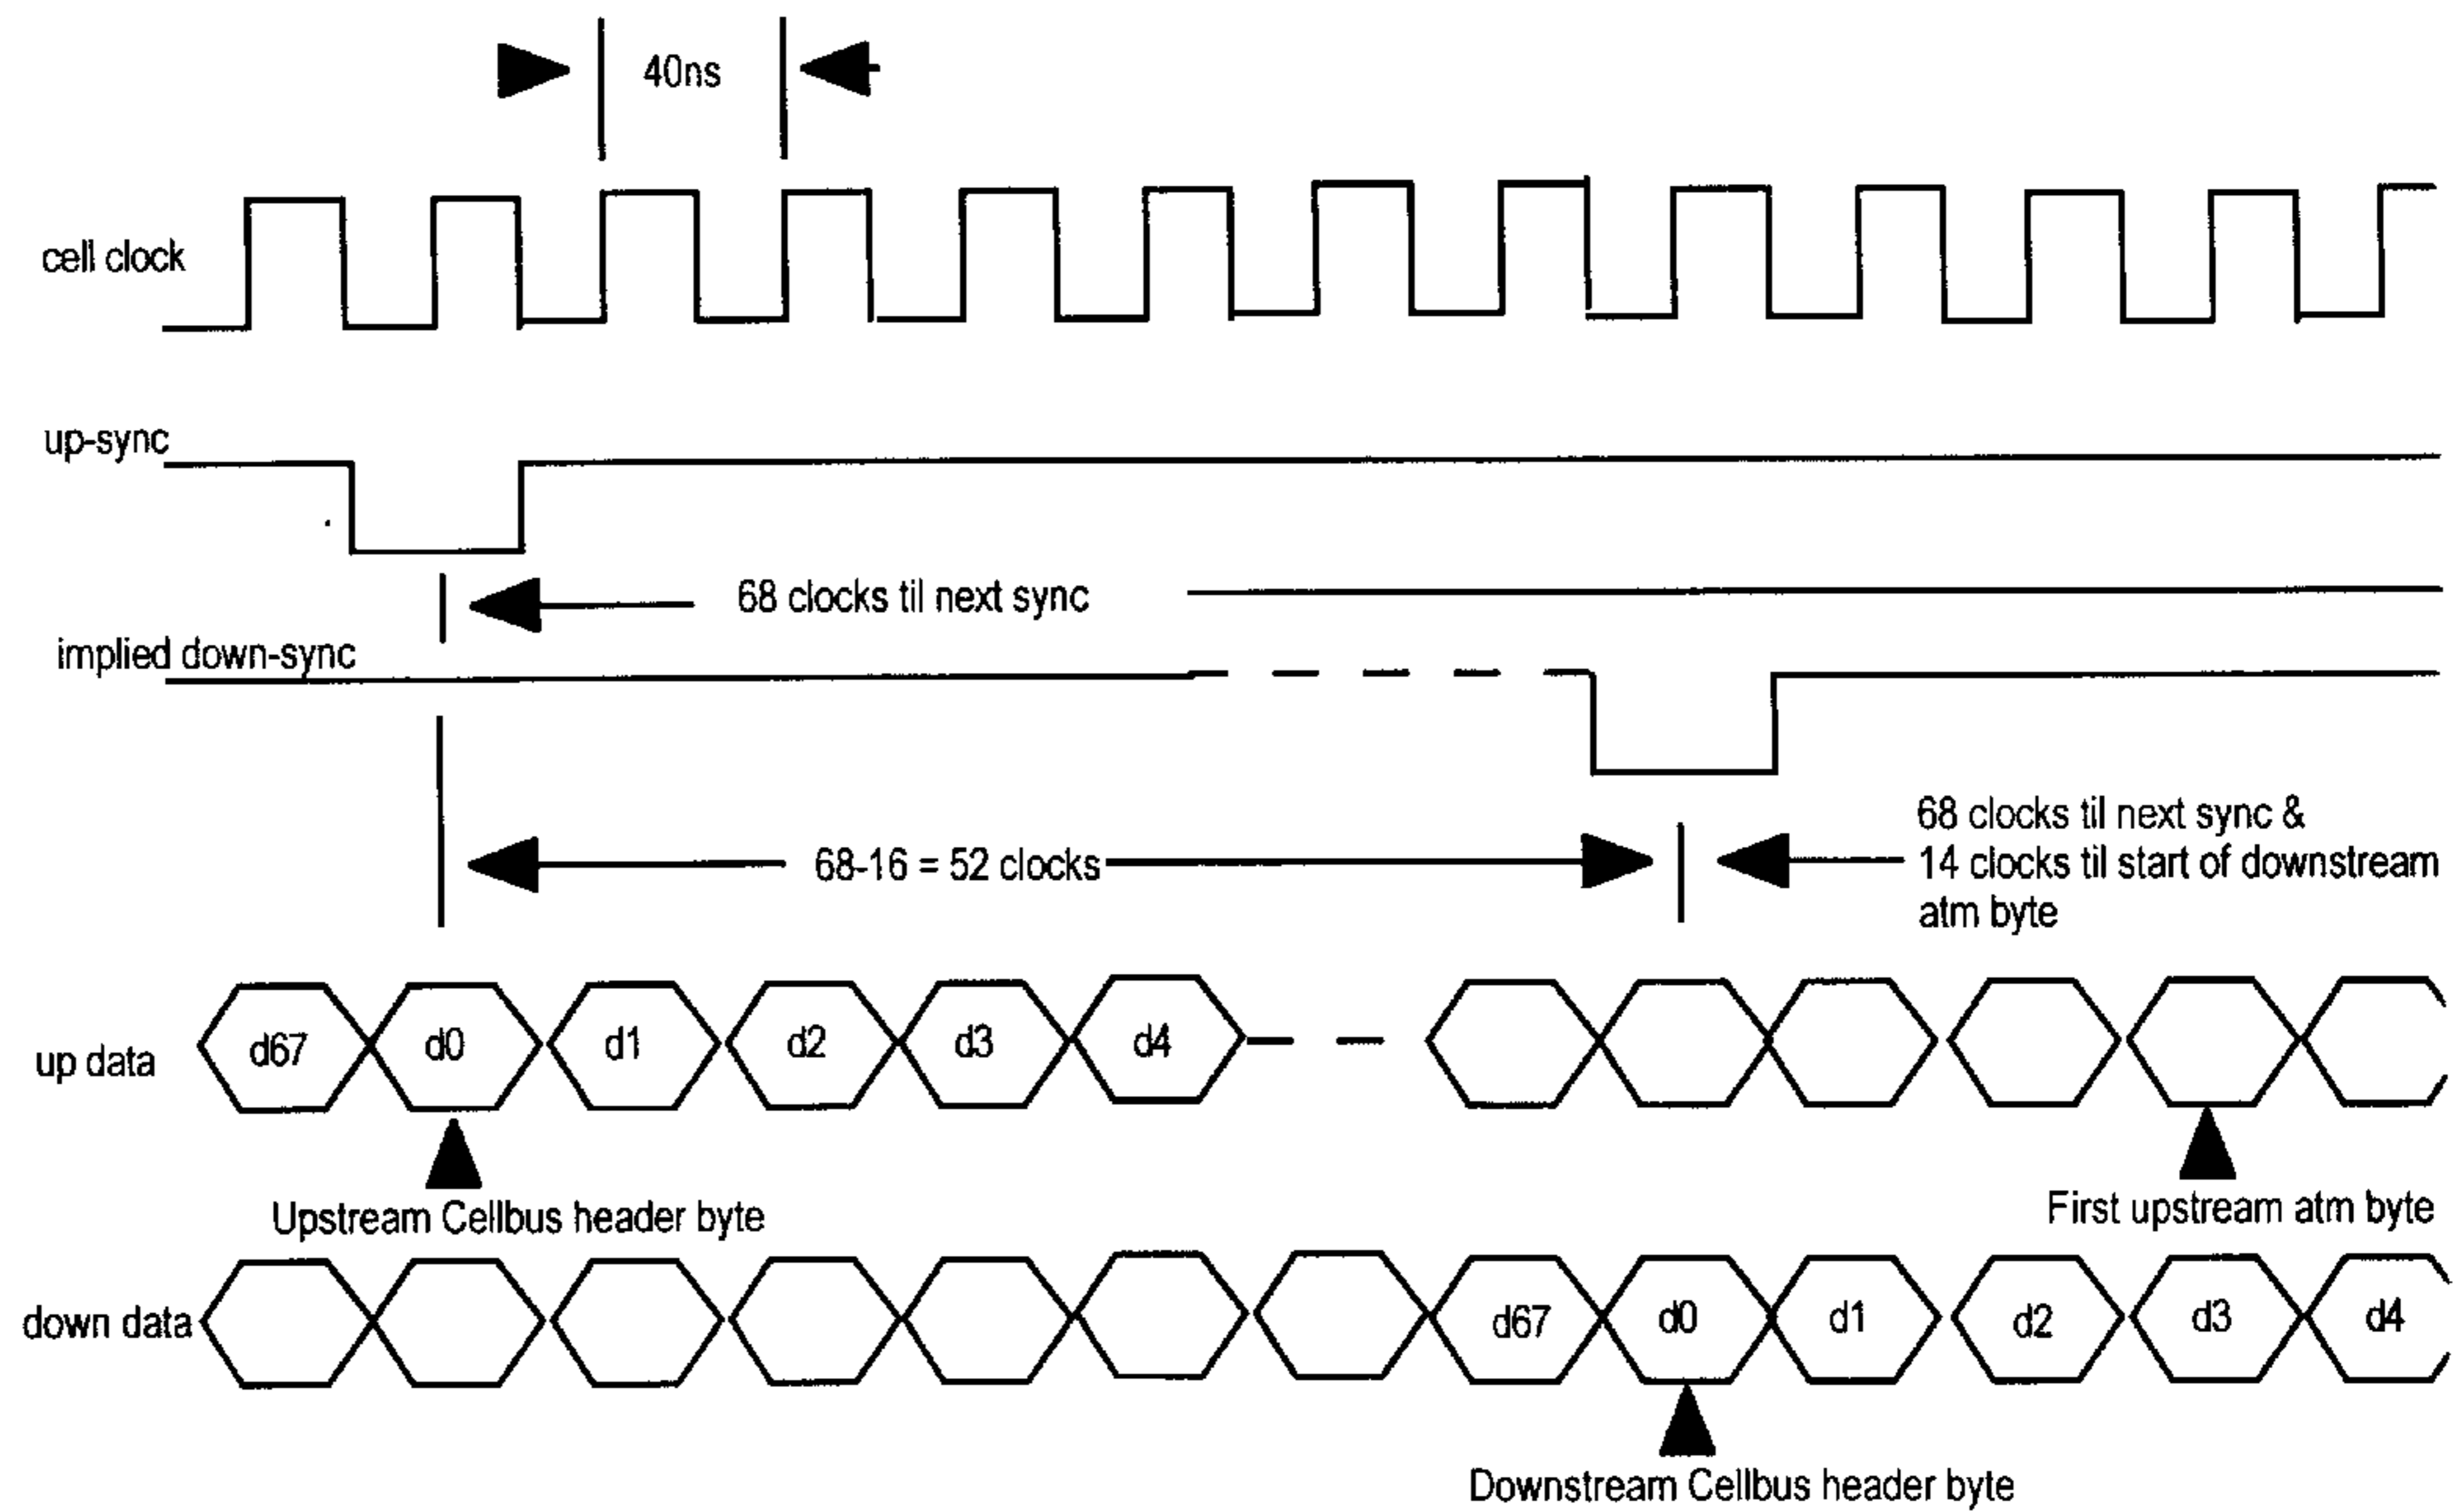 40ns
cell clock
up-sync
68 clocks til next sync
implied down-sync
68-16 = 52 clocks
68 clocks til next sync &
14 clocks til start of downstream
atm byte
up data
d67 d0 d1 d2 d3 d4
Upstream Cellbus header byte
First upstream atm byte
down data
d67 d0 d1 d2 d3 d4
Downstream Cellbus header byte